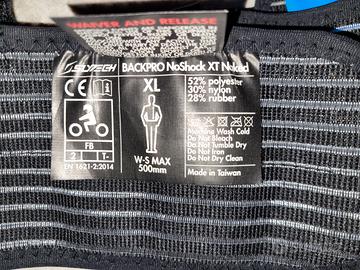 WAIVER AND RELEASE
SLYTECH
BACKPRO NoShock XT Naked
CE
XL
52% polyester
30% nylon
28% rubber
FB
2
T-
EN 1621-2:2014
W-S MAX
500mm
Machine Wash Cold
Do Not Bleach
Do Not Tumble Dry
Do Not Iron
Do Not Dry Clean
Made in Taiwan